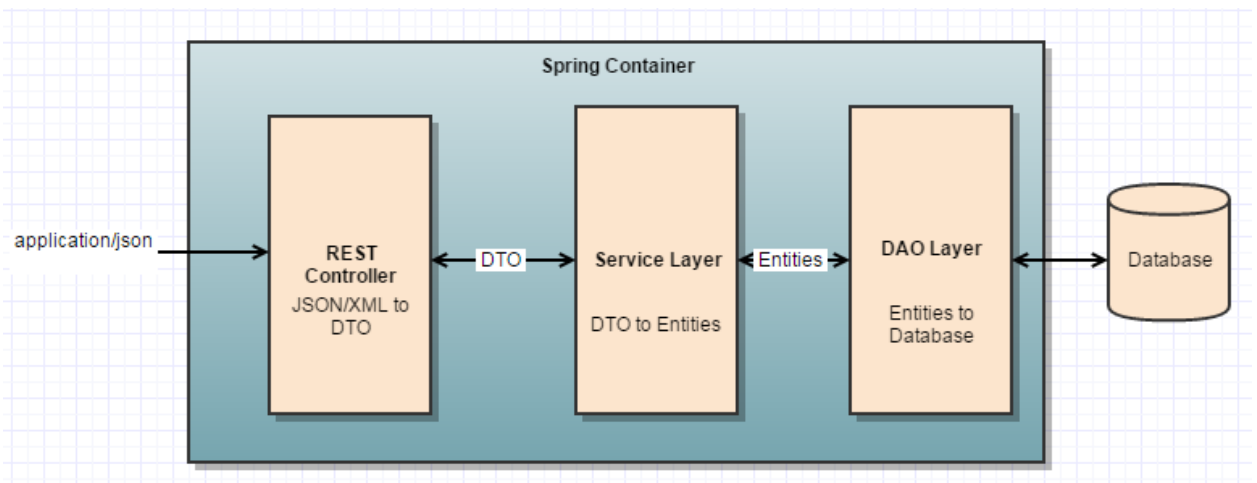 Spring Container
application/json
REST
Controller
JSON/XML to
DTO
DTO
Service Layer
DTO to Entities
Entities
DAO Layer
Entities to
Database
Database